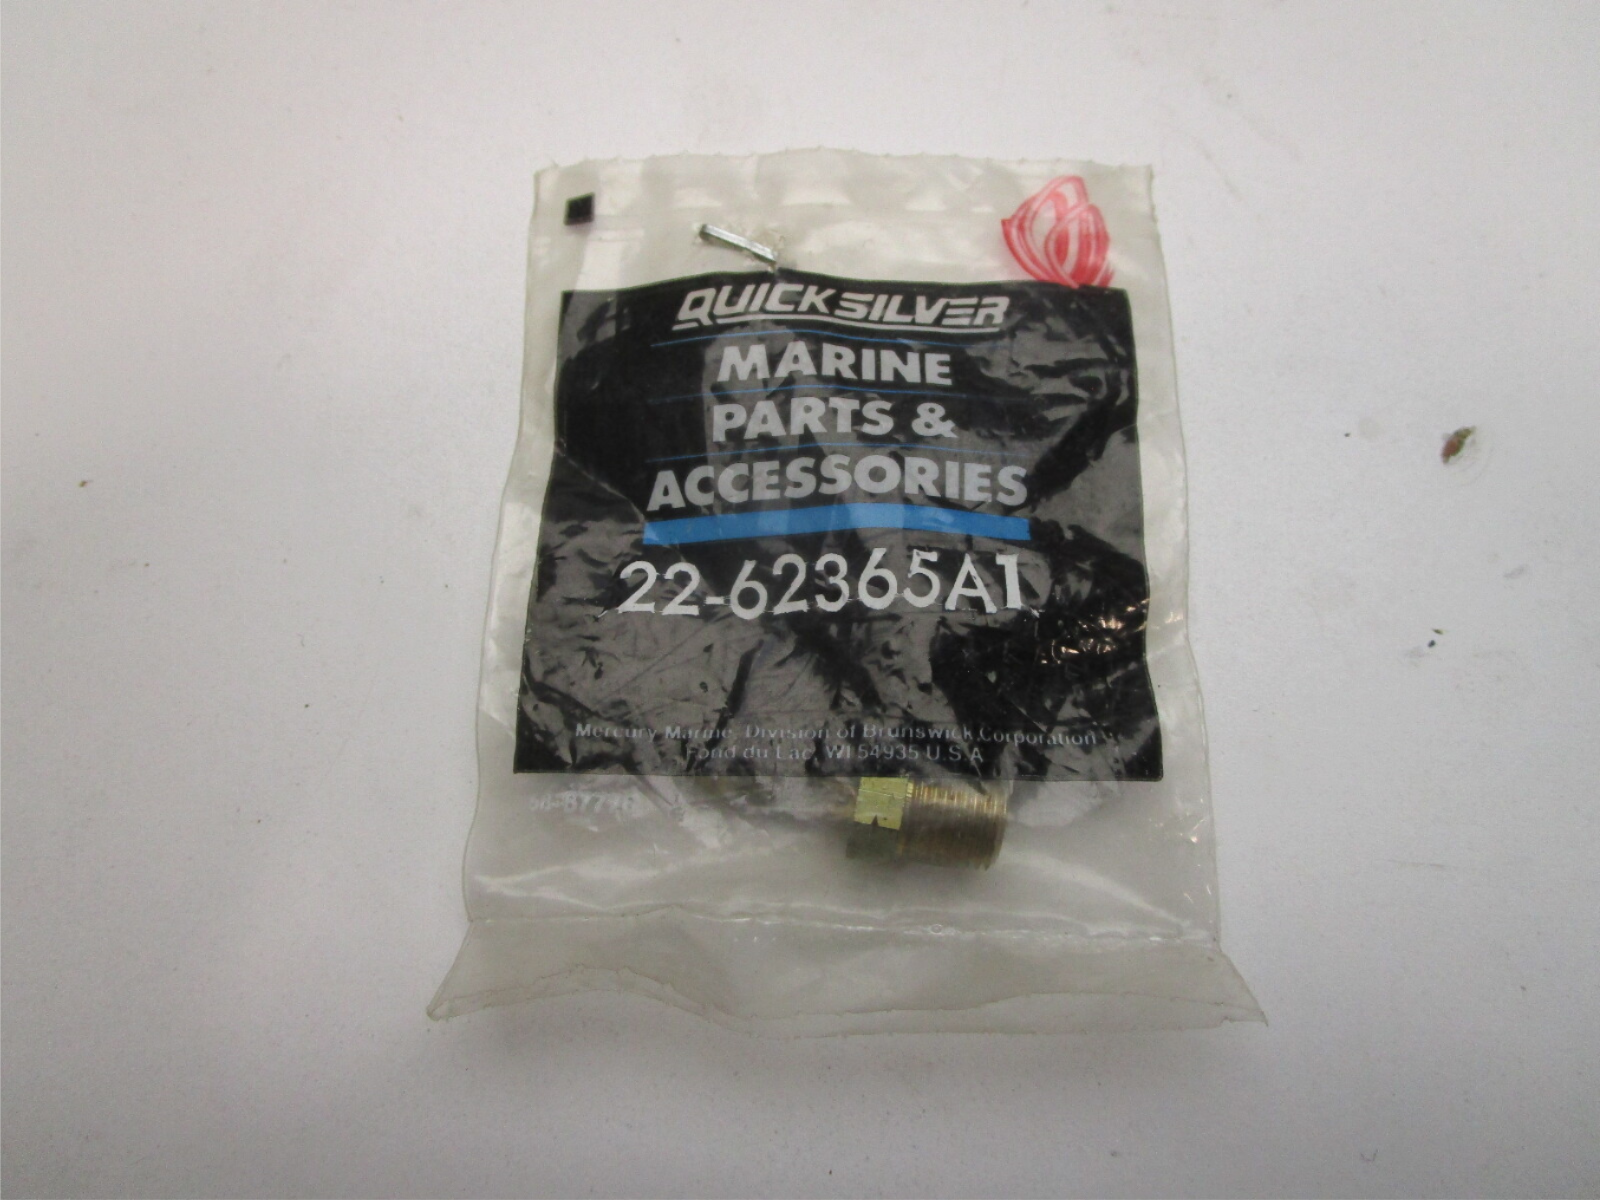 QUICKSILVER
MARINE
PARTS &
ACCESSORIES
22-62365A1
Mercury Marine, Division of Brunswick Corporation
Fond du Lac, WI 54935 U.S.A